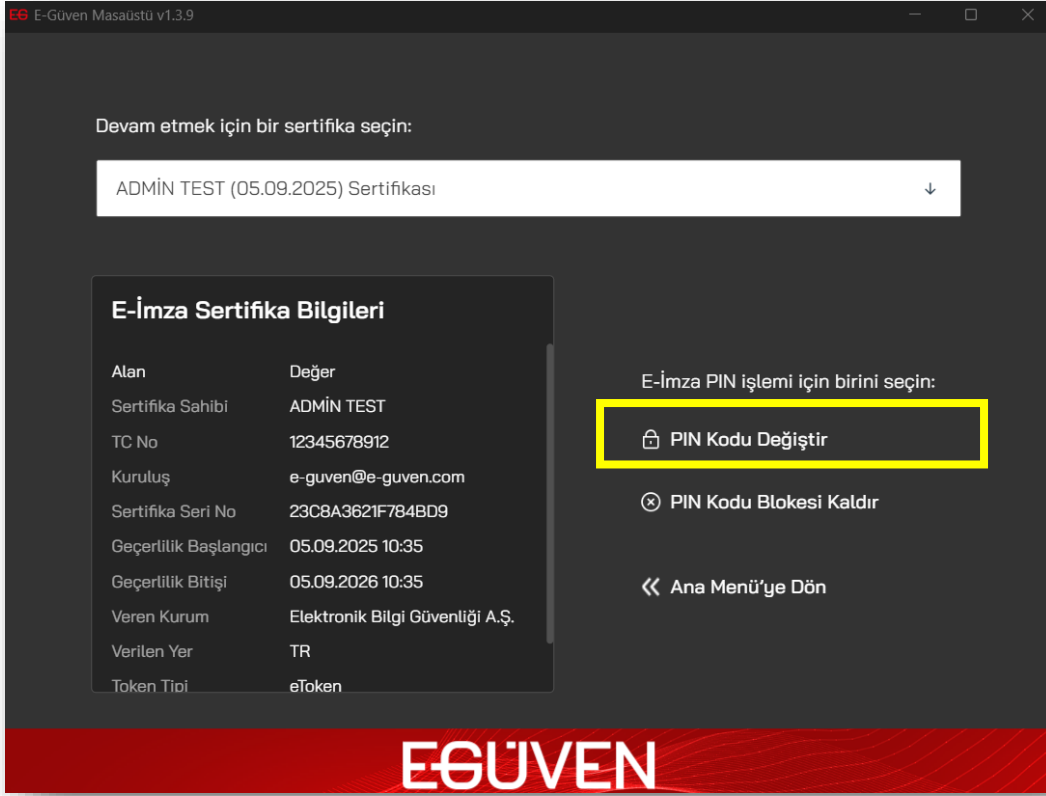 EG E-Güven Masaüstü v1.3.9
Devam etmek için bir sertifika seçin:
ADMİN TEST (05.09.2025) Sertifikası
E-İmza Sertifika Bilgileri
Alan Değer
Sertifika Sahibi ADMİN TEST
TC No 12345678912
Kuruluş e-guven@e-guven.com
Sertifika Seri No 23C8A3621F784BD9
Geçerlilik Başlangıcı 05.09.2025 10:35
Geçerlilik Bitişi 05.09.2026 10:35
Veren Kurum Elektronik Bilgi Güvenliği A.Ş.
Verilen Yer TR
Token Tipi eToken
E-İmza PIN işlemi için birini seçin:
PIN Kodu Değiştir
PIN Kodu Blokesi Kaldır
Ana Menü'ye Dön
EGÜVEN